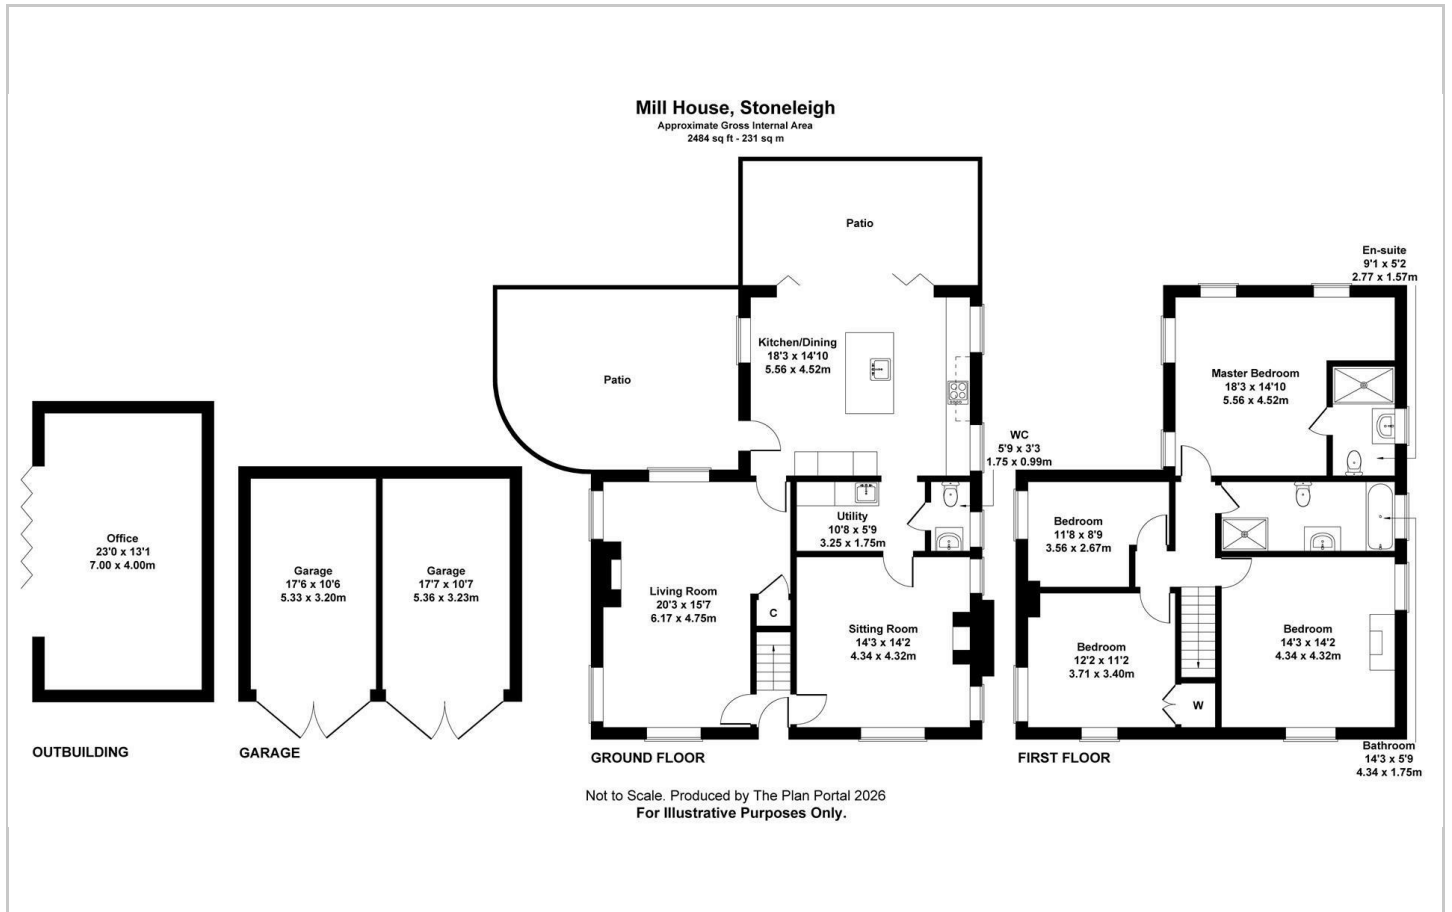 Mill House, Stoneleigh
Approximate Gross Internal Area
2484 sq ft - 231 sq m
Patio
Patio
Kitchen/Dining
18'3 x 14'10
5.56 x 4.52m
WC
5'9 x 3'3
1.75 x 0.99m
Utility
10'8 x 5'9
3.25 x 1.75m
Living Room
20'3 x 15'7
6.17 x 4.75m
C
Sitting Room
14'3 x 14'2
4.34 x 4.32m
GROUND FLOOR
Office
23'0 x 13'1
7.00 x 4.00m
OUTBUILDING
Garage
17'6 x 10'6
5.33 x 3.20m
Garage
17'7 x 10'7
5.36 x 3.23m
GARAGE
En-suite
9'1 x 5'2
2.77 x 1.57m
Master Bedroom
18'3 x 14'10
5.56 x 4.52m
Bedroom
11'8 x 8'9
3.56 x 2.67m
Bedroom
12'2 x 11'2
3.71 x 3.40m
W
Bedroom
14'3 x 14'2
4.34 x 4.32m
Bathroom
14'3 x 5'9
4.34 x 1.75m
FIRST FLOOR
Not to Scale. Produced by The Plan Portal 2026
For Illustrative Purposes Only.